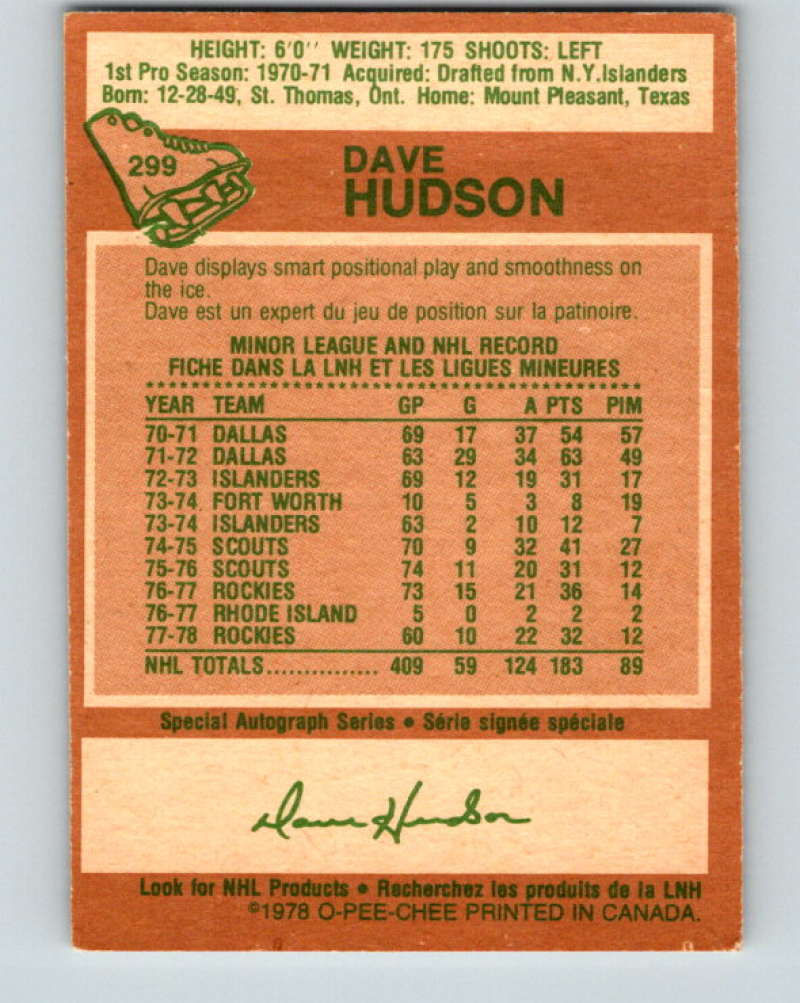 HEIGHT: 6'0'' WEIGHT: 175 SHOOTS: LEFT
1st Pro Season: 1970-71 Acquired: Drafted from N.Y.Islanders
Born: 12-28-49, St. Thomas, Ont. Home: Mount Pleasant, Texas
299
DAVE
HUDSON
Dave displays smart positional play and smoothness on
the ice.
Dave est un expert du jeu de position sur la patinoire.
MINOR LEAGUE AND NHL RECORD
FICHE DANS LA LNH ET LES LIGUES MINEURES
YEAR TEAM GP G A PTS PIM
70-71 DALLAS 69 17 37 54 57
71-72 DALLAS 63 29 34 63 49
72-73 ISLANDERS 69 12 19 31 17
73-74 FORT WORTH 10 5 3 8 19
73-74 ISLANDERS 63 2 10 12 7
74-75 SCOUTS 70 9 32 41 27
75-76 SCOUTS 74 11 20 31 12
76-77 ROCKIES 73 15 21 36 14
76-77 RHODE ISLAND 5 0 2 2 2
77-78 ROCKIES 60 10 22 32 12
NHL TOTALS............... 409 59 124 183 89
Special Autograph Series • Série signée spéciale
Dave Hudson
Look for NHL Products • Recherchez les produits de la LNH
©1978 O-PEE-CHEE PRINTED IN CANADA.